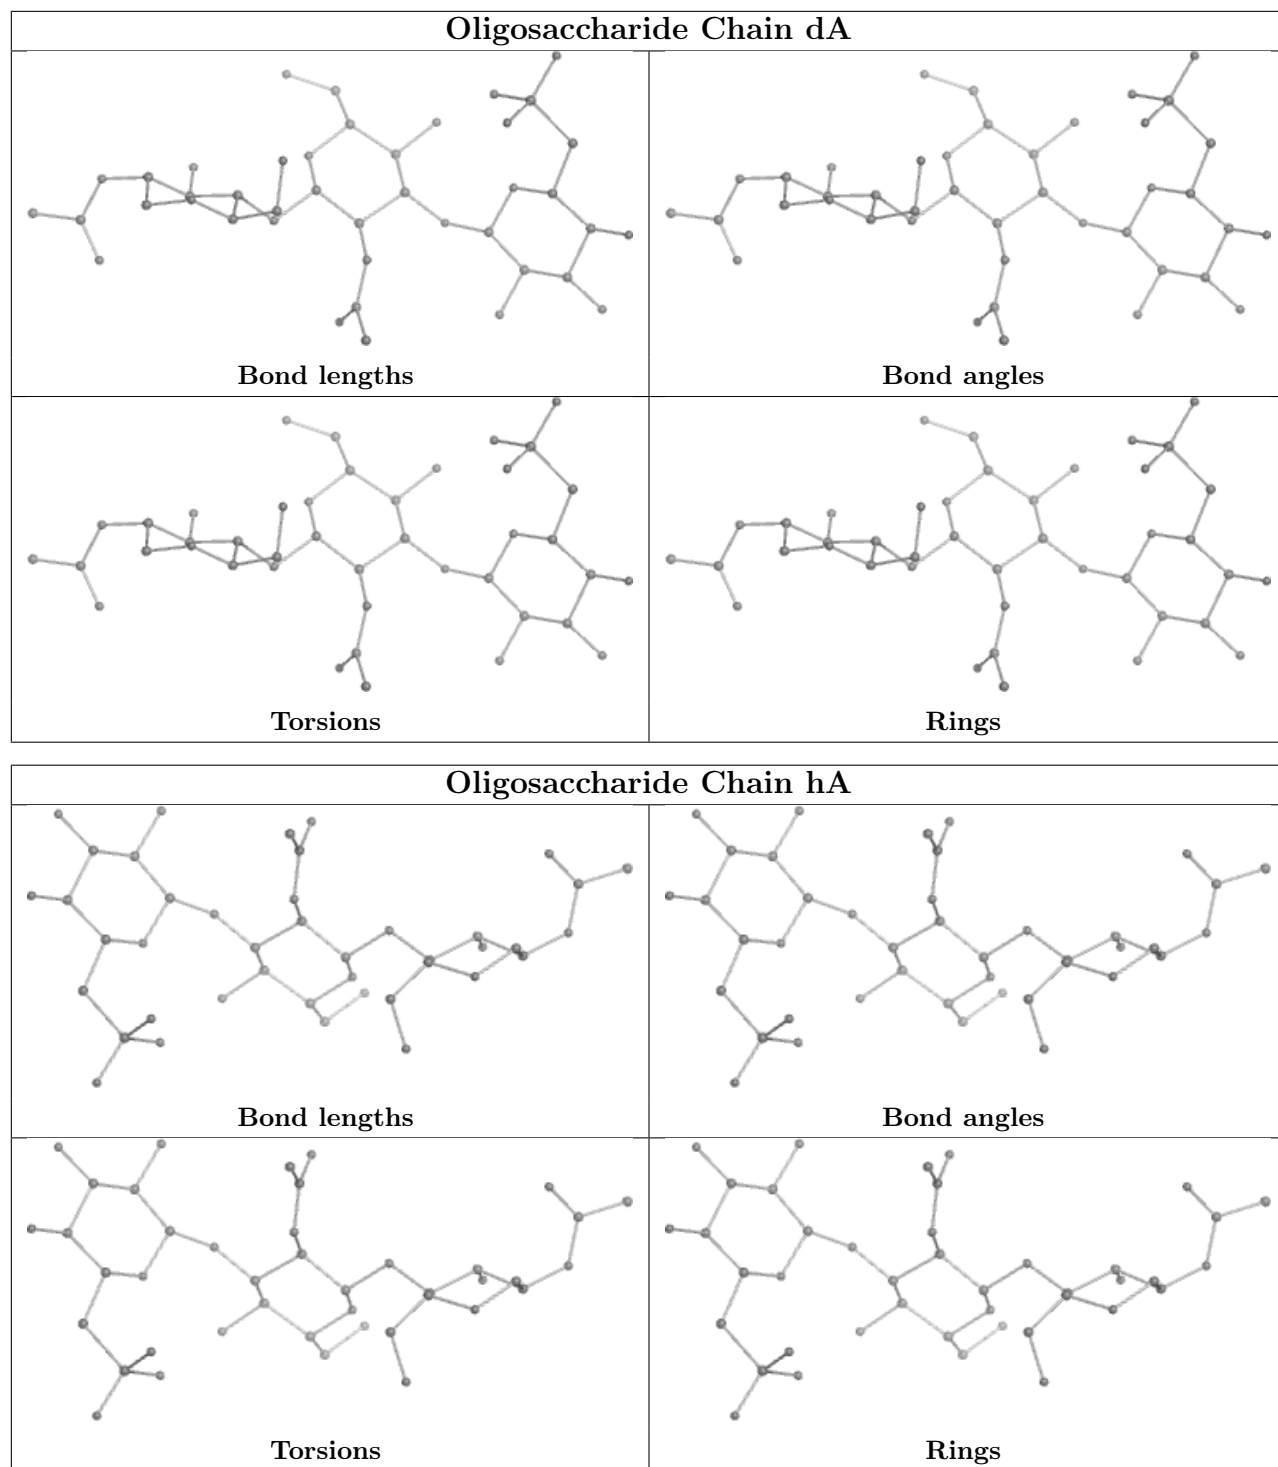 Oligosaccharide Chain dA
Bond lengths
Bond angles
Torsions
Rings
Oligosaccharide Chain hA
Bond lengths
Bond angles
Torsions
Rings